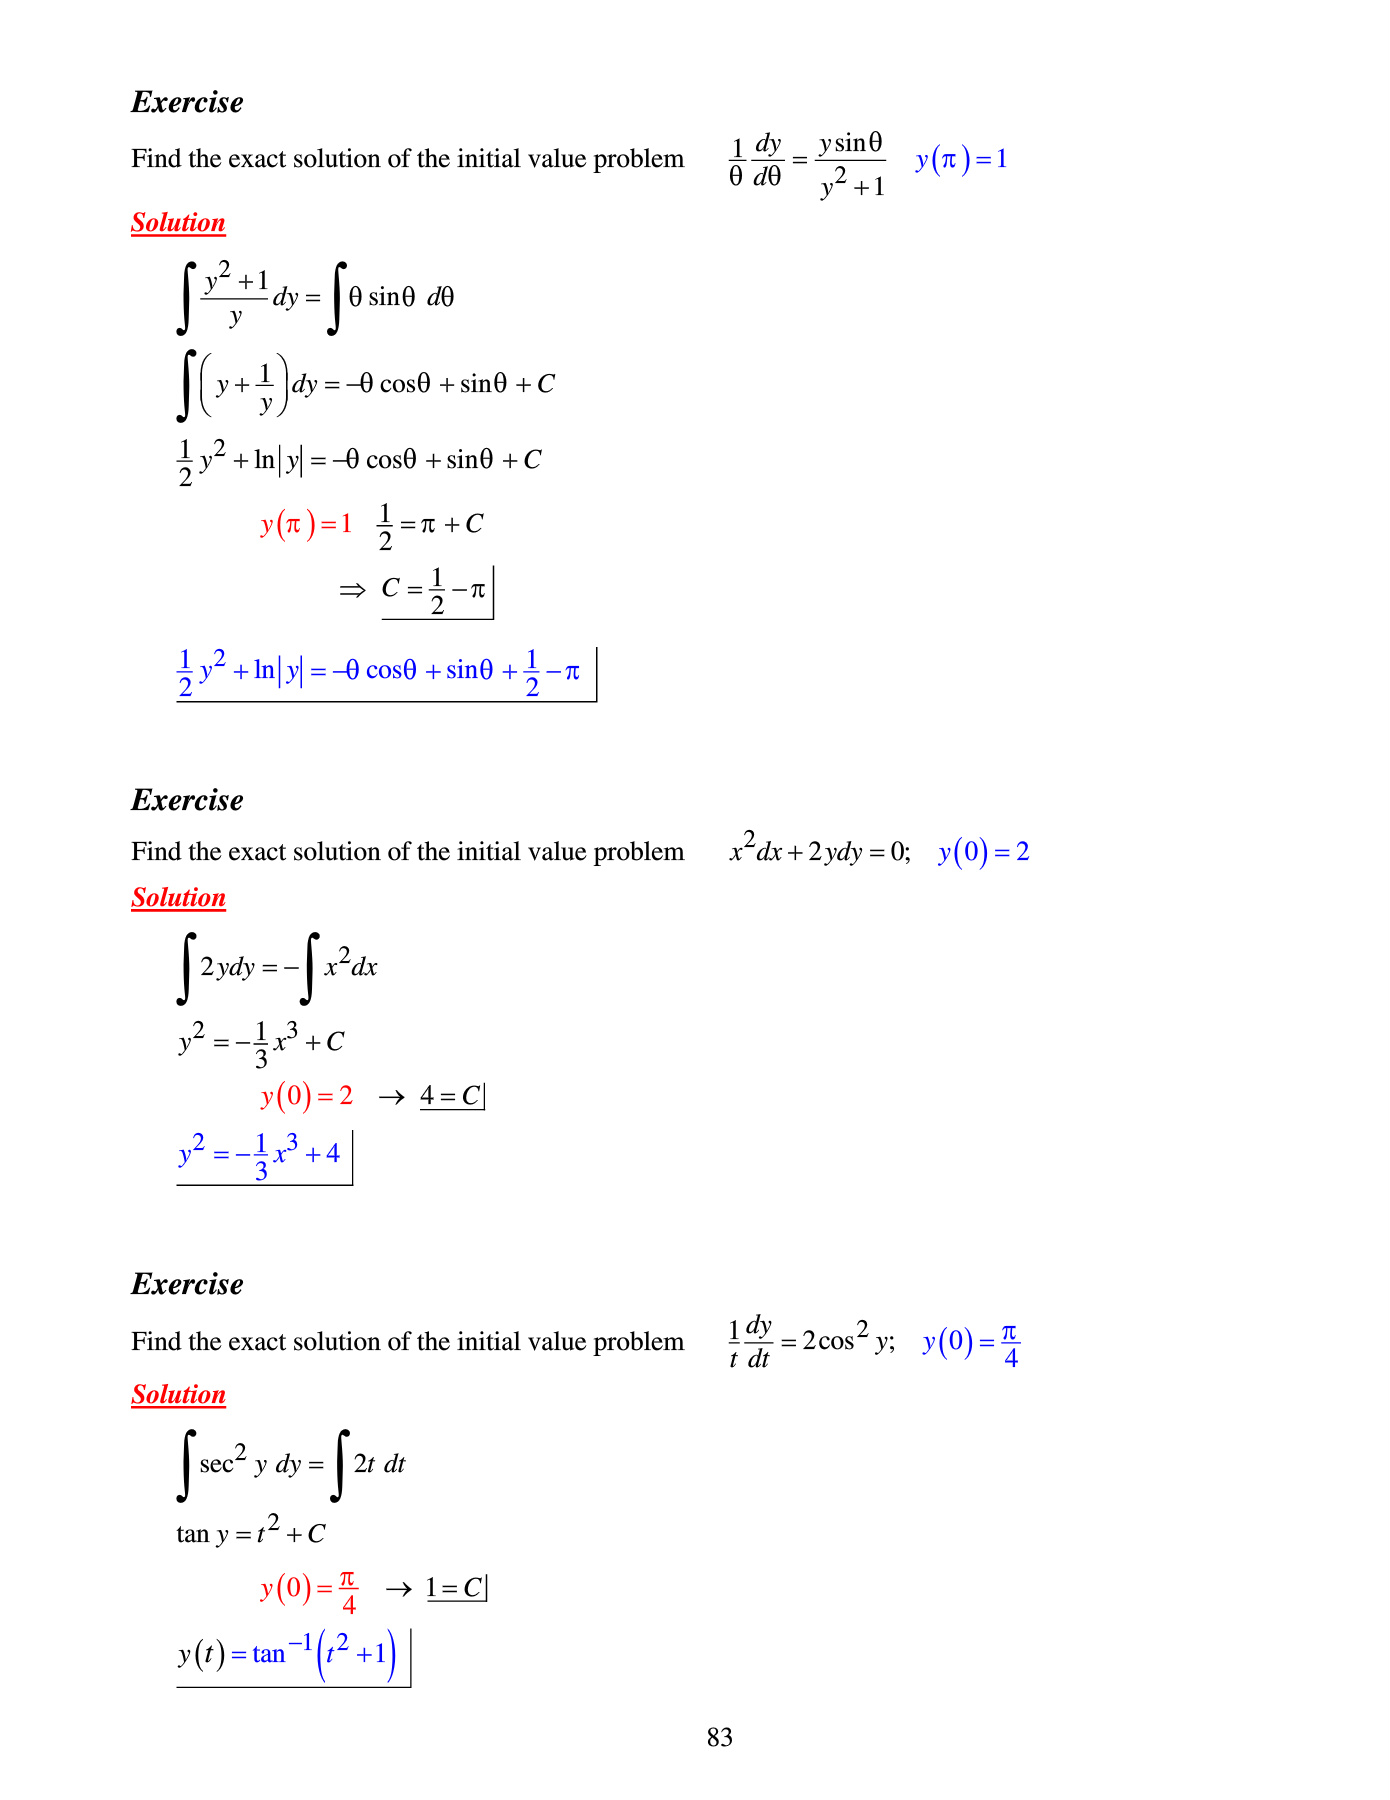 Exercise
Find the exact solution of the initial value problem $\frac{1}{\theta}\frac{dy}{d\theta} = \frac{y\sin\theta}{y^2+1}$ $y(\pi)=1$
Solution
$\int \frac{y^2+1}{y}dy = \int \theta\sin\theta\ d\theta$
$\int \left(y+\frac{1}{y}\right)dy = -\theta\cos\theta + \sin\theta + C$
$\frac{1}{2}y^2 + \ln|y| = -\theta\cos\theta + \sin\theta + C$
$y(\pi)=1$ $\frac{1}{2} = \pi + C$
$\Rightarrow C = \frac{1}{2} - \pi$
$\frac{1}{2}y^2 + \ln|y| = -\theta\cos\theta + \sin\theta + \frac{1}{2} - \pi$
Exercise
Find the exact solution of the initial value problem $x^2dx + 2ydy = 0;$ $y(0)=2$
Solution
$\int 2ydy = -\int x^2dx$
$y^2 = -\frac{1}{3}x^3 + C$
$y(0)=2 \rightarrow 4=C$
$y^2 = -\frac{1}{3}x^3 + 4$
Exercise
Find the exact solution of the initial value problem $\frac{1}{t}\frac{dy}{dt} = 2\cos^2 y;$ $y(0)=\frac{\pi}{4}$
Solution
$\int \sec^2 y\ dy = \int 2t\ dt$
$\tan y = t^2 + C$
$y(0)=\frac{\pi}{4} \rightarrow 1=C$
$y(t) = \tan^{-1}\left(t^2+1\right)$
83